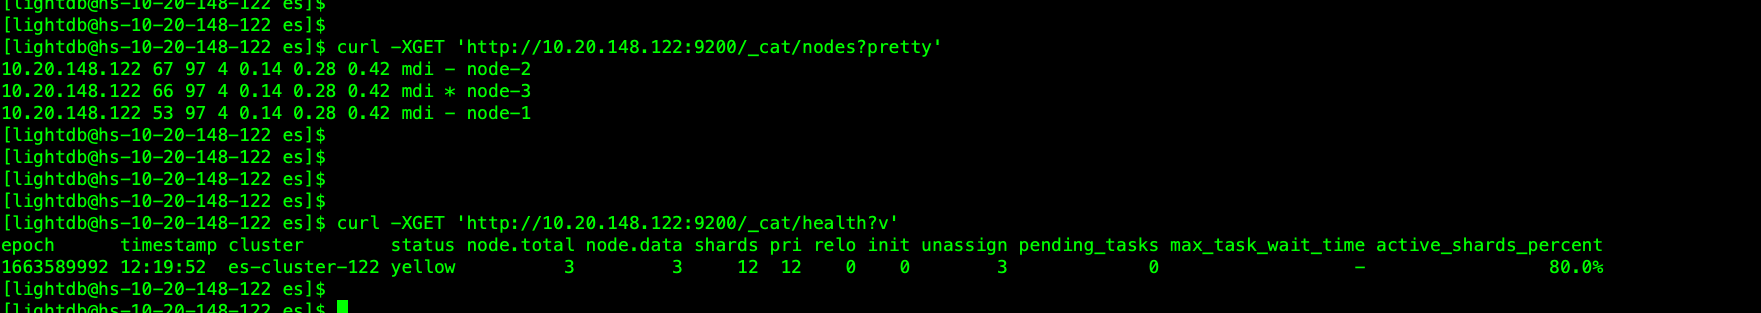 [lightdb@hs-10-20-148-122 es]$
[lightdb@hs-10-20-148-122 es]$
[lightdb@hs-10-20-148-122 es]$ curl -XGET 'http://10.20.148.122:9200/_cat/nodes?pretty'
10.20.148.122 67 97 4 0.14 0.28 0.42 mdi - node-2
10.20.148.122 66 97 4 0.14 0.28 0.42 mdi * node-3
10.20.148.122 53 97 4 0.14 0.28 0.42 mdi - node-1
[lightdb@hs-10-20-148-122 es]$
[lightdb@hs-10-20-148-122 es]$
[lightdb@hs-10-20-148-122 es]$
[lightdb@hs-10-20-148-122 es]$
[lightdb@hs-10-20-148-122 es]$ curl -XGET 'http://10.20.148.122:9200/_cat/health?v'
epoch      timestamp cluster        status node.total node.data shards pri relo init unassign pending_tasks max_task_wait_time active_shards_percent
1663589992 12:19:52  es-cluster-122 yellow          3         3     12  12    0    0        3             0                  -                 80.0%
[lightdb@hs-10-20-148-122 es]$
[lightdb@hs-10-20-148-122 es]$